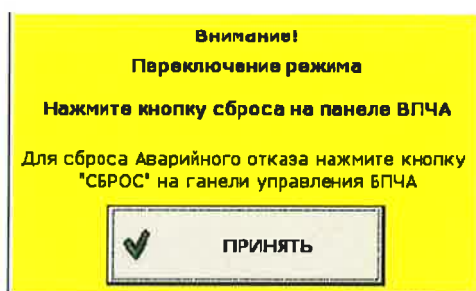 Внимание!
Переключение режима
Нажмите кнопку сброса на панеле ВПЧА
Для сброса Аварийного отказа нажмите кнопку
"СБРОС" на ганели управления БПЧА
ПРИНЯТЬ